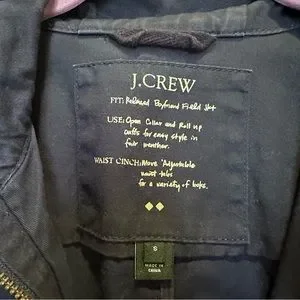 J.CREW
FIT: Relaxed Boyfriend Field Jkt
USE: Open Collar and Roll up
cuffs for easy style in
fair weather.
WAIST CINCH: More Adjustable
waist tabs
for a variety of looks.
S
MADE IN
CHINA